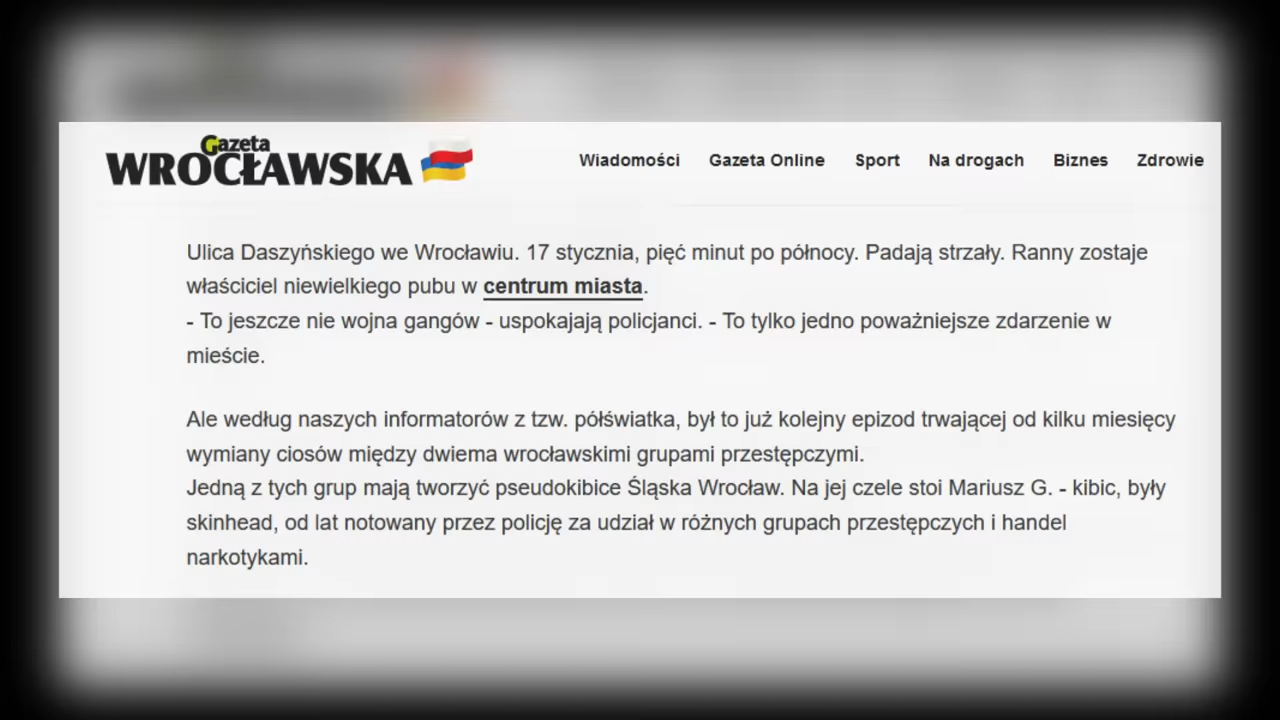 Gazeta
WROCŁAWSKA
Wiadomości Gazeta Online Sport Na drogach Biznes Zdrowie
Ulica Daszyńskiego we Wrocławiu. 17 stycznia, pięć minut po północy. Padają strzały. Ranny zostaje
właściciel niewielkiego pubu w centrum miasta.
- To jeszcze nie wojna gangów - uspokajają policjanci. - To tylko jedno poważniejsze zdarzenie w
mieście.
Ale według naszych informatorów z tzw. półświatka, był to już kolejny epizod trwającej od kilku miesięcy
wymiany ciosów między dwiema wrocławskimi grupami przestępczymi.
Jedną z tych grup mają tworzyć pseudokibice Śląska Wrocław. Na jej czele stoi Mariusz G. - kibic, były
skinhead, od lat notowany przez policję za udział w różnych grupach przestępczych i handel
narkotykami.